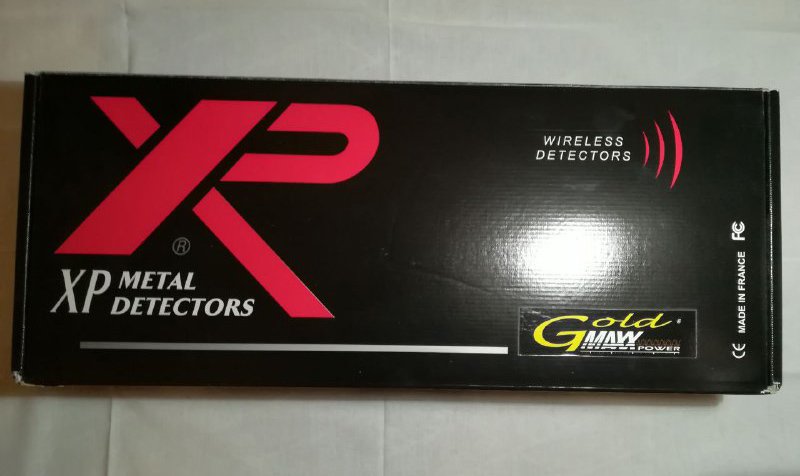 XP
®
XP METAL
DETECTORS
WIRELESS
DETECTORS
Gold
MAXX
POWER
CE MADE IN FRANCE FC